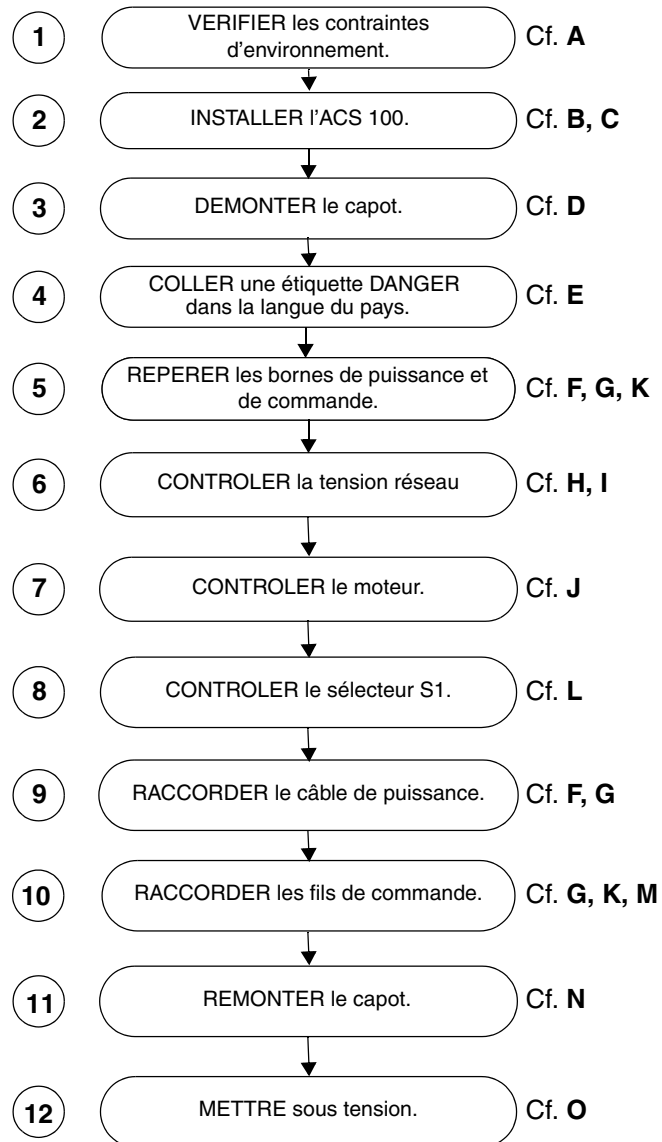 1 VERIFIER les contraintes Cf. A
d'environnement.
2 INSTALLER l'ACS 100. Cf. B, C
3 DEMONTER le capot. Cf. D
4 COLLER une étiquette DANGER Cf. E
dans la langue du pays.
5 REPERER les bornes de puissance et Cf. F, G, K
de commande.
6 CONTROLER la tension réseau Cf. H, I
7 CONTROLER le moteur. Cf. J
8 CONTROLER le sélecteur S1. Cf. L
9 RACCORDER le câble de puissance. Cf. F, G
10 RACCORDER les fils de commande. Cf. G, K, M
11 REMONTER le capot. Cf. N
12 METTRE sous tension. Cf. O